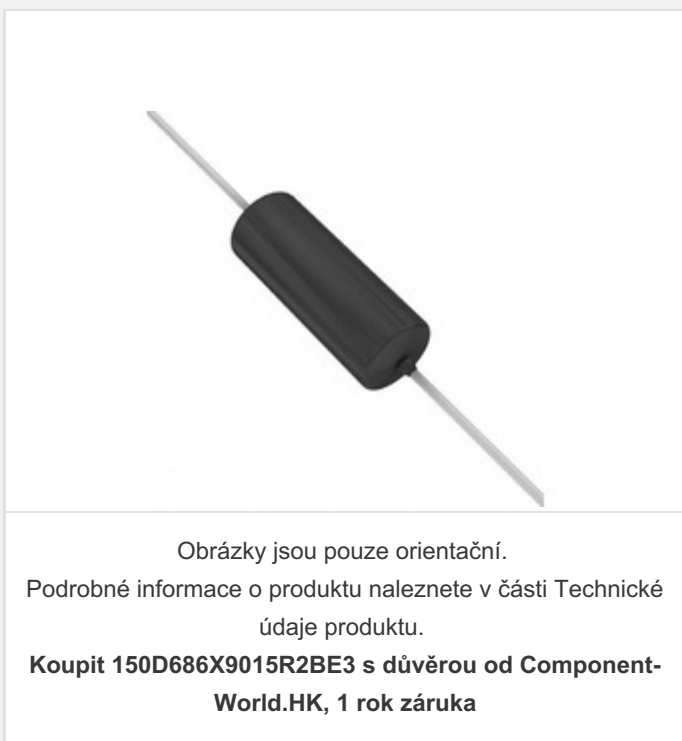 Obrázky jsou pouze orientační.
Podrobné informace o produktu naleznete v části Technické
údaje produktu.
Koupit 150D686X9015R2BE3 s důvěrou od Component-
World.HK, 1 rok záruka